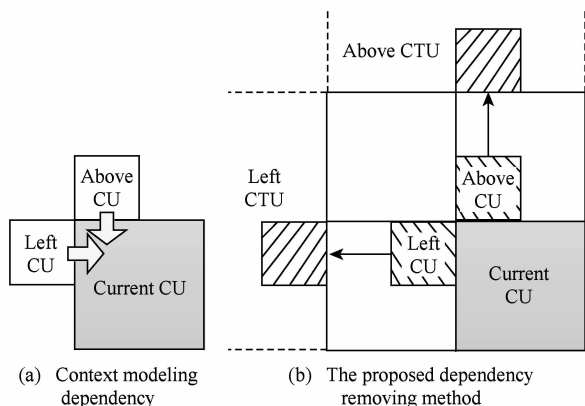 Above
CU
Left
CU
Current CU
(a) Context modeling
dependency
Above CTU
Left
CTU
Above
CU
Left
CU
Current
CU
(b) The proposed dependency
removing method